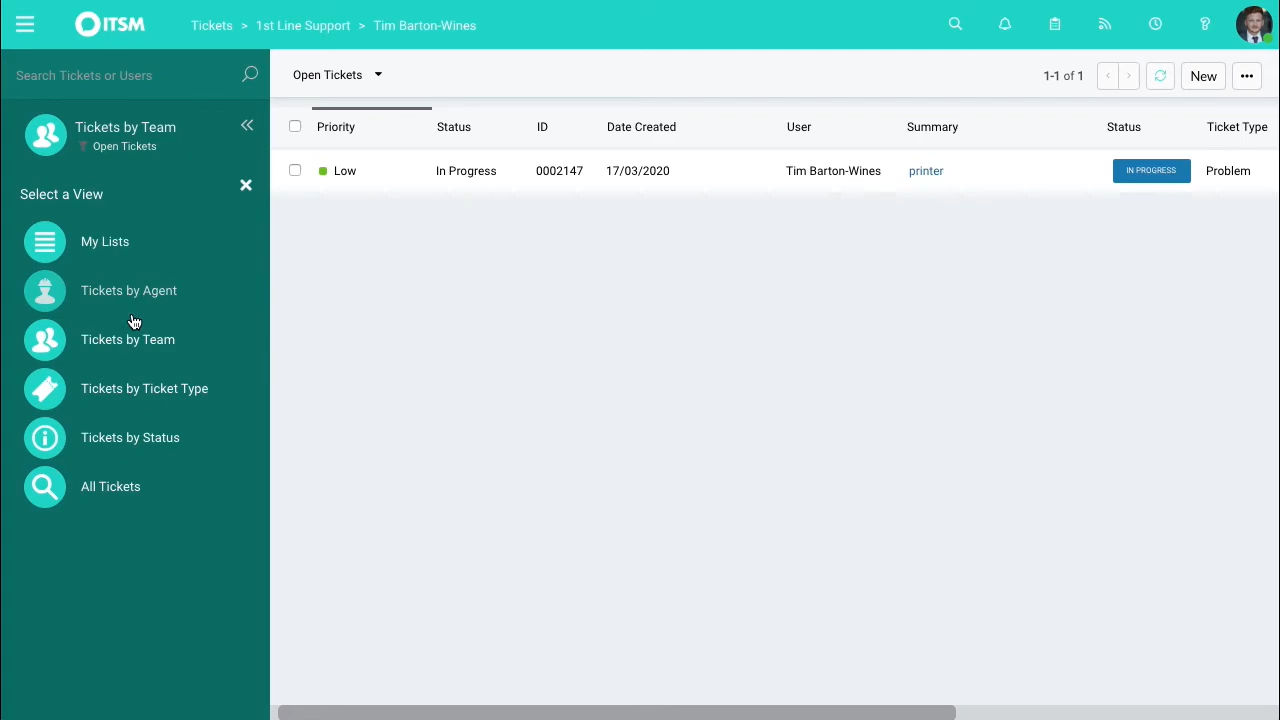 ITSM
Tickets > 1st Line Support > Tim Barton-Wines
Search Tickets or Users
Tickets by Team
Open Tickets
Select a View
My Lists
Tickets by Agent
Tickets by Team
Tickets by Ticket Type
Tickets by Status
All Tickets
Open Tickets
1-1 of 1
New
Priority Status ID Date Created User Summary Status Ticket Type
Low In Progress 0002147 17/03/2020 Tim Barton-Wines printer IN PROGRESS Problem